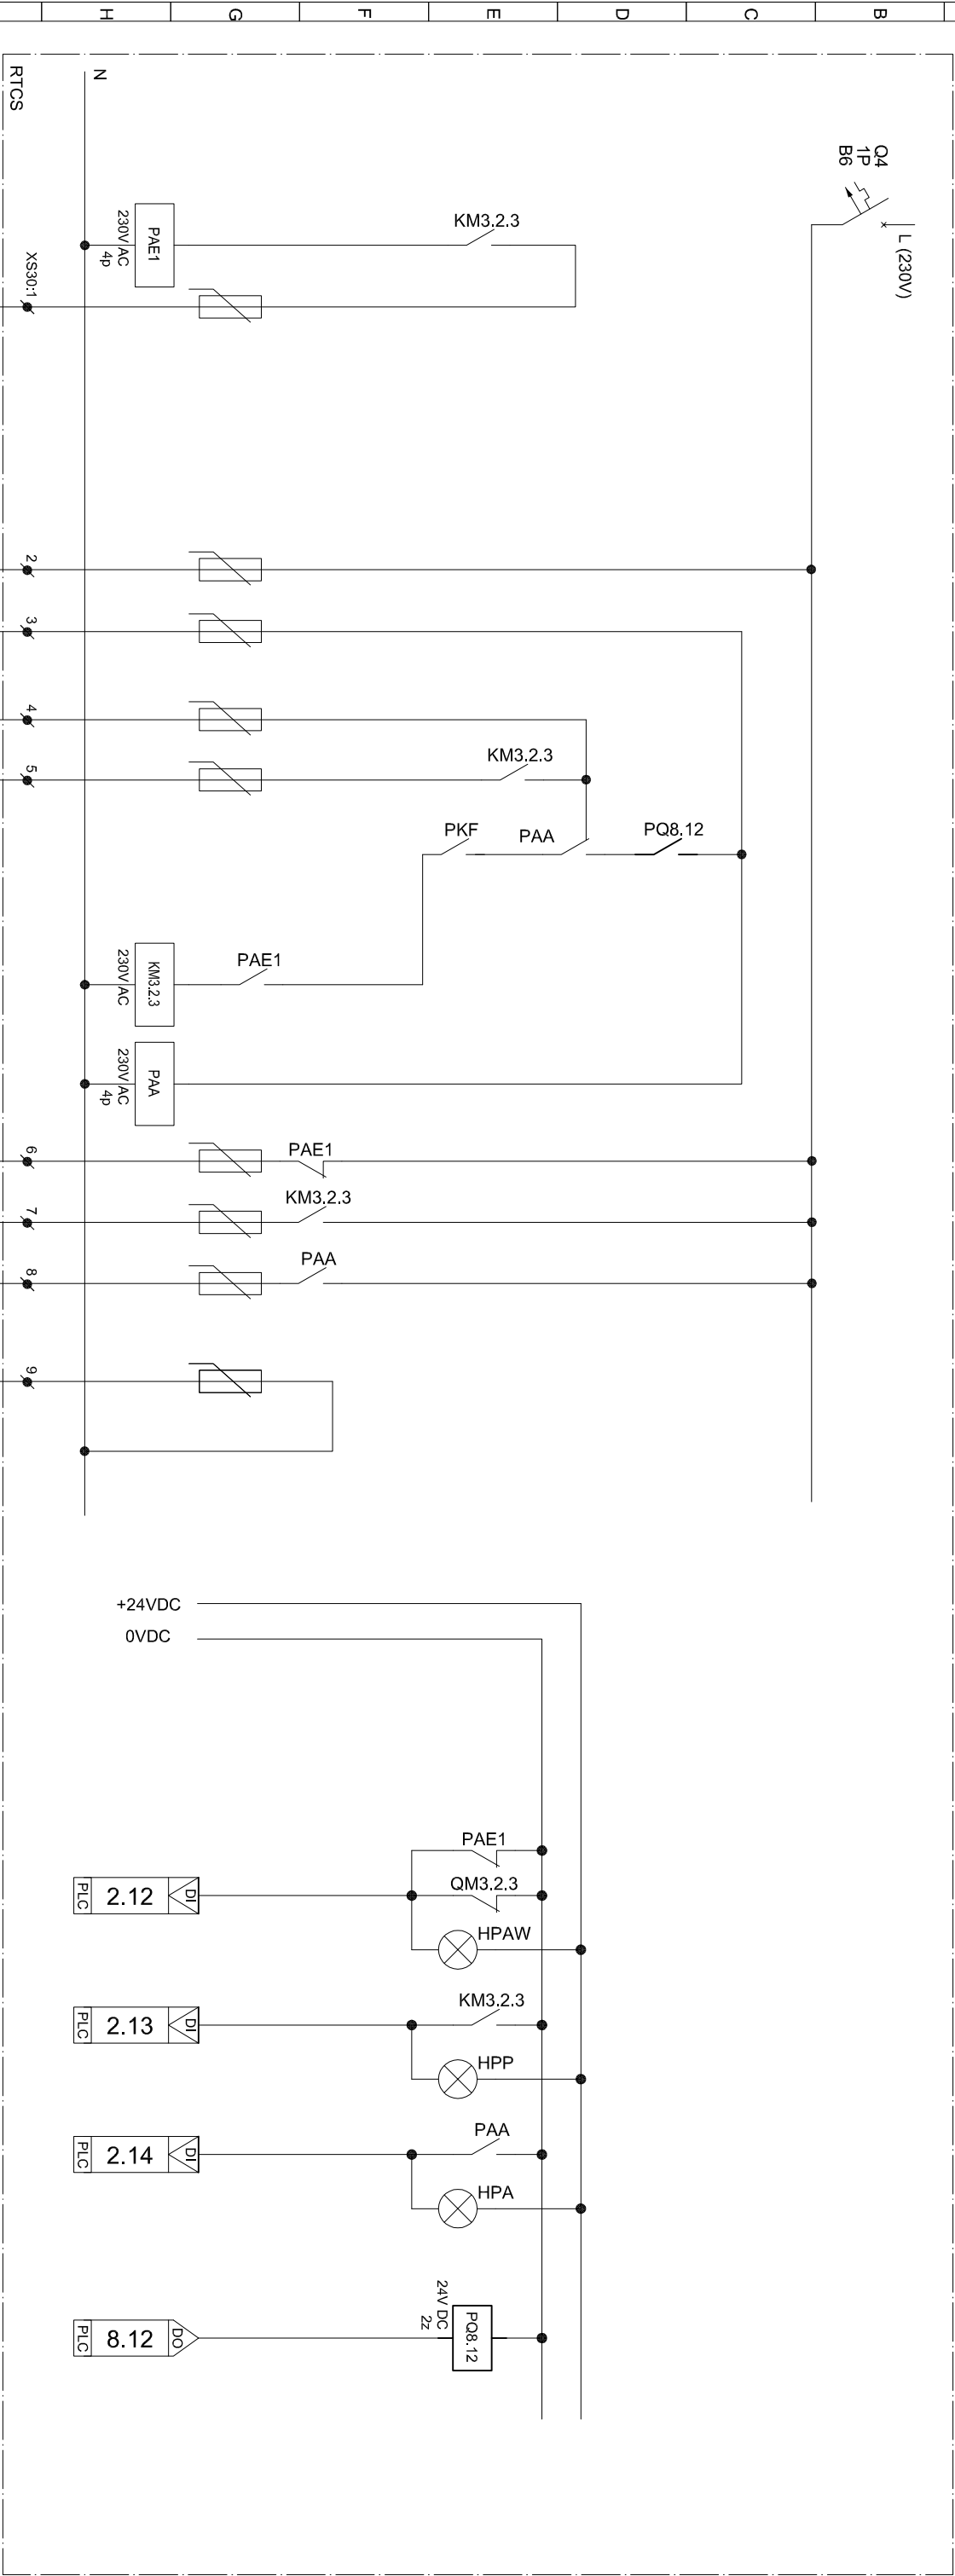 H
G
F
E
D
C
B
RTCS
N
Q4
1P
B6
L (230V)
KM3.2.3
PAE1
230V AC
4p
XS30:1
2
3
4
5
KM3.2.3
PKF
PAA
PQ8.12
PAE1
KM3.2.3
230V AC
PAA
230V AC
4p
6
PAE1
7
KM3.2.3
8
PAA
9
+24VDC
0VDC
PAE1
QM3.2.3
HPAW
PLC 2.12 DI
KM3.2.3
HPP
PLC 2.13 DI
PAA
HPA
PLC 2.14 DI
24V DC
2z
PQ8.12
PLC 8.12 DO